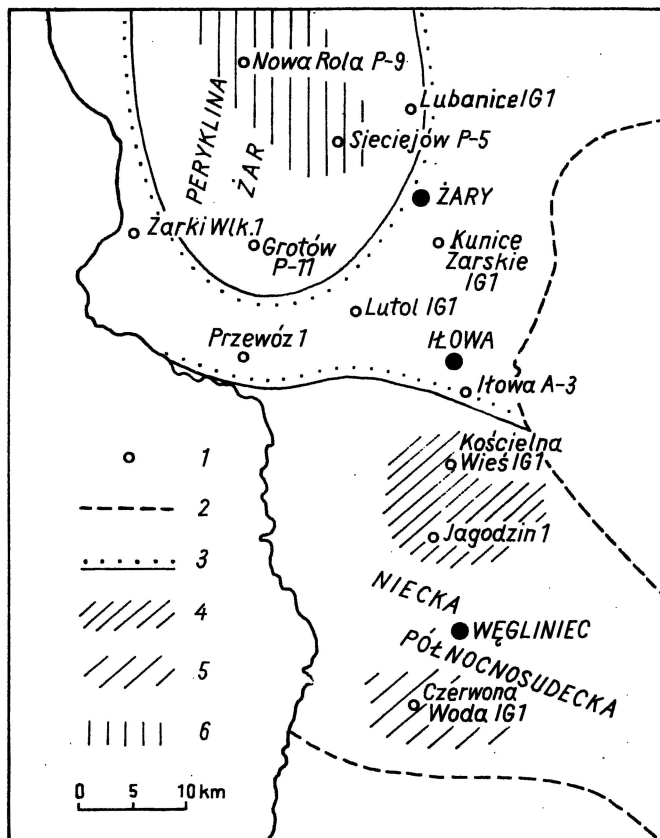 Nowa Rola P-9
Lubanice IG1
Sieciejów P-5
PERYKLINA
ŻAR
ŻARY
Żarki Wlk.1
Grotów
P-11
Kunice
Zarskie
IG1
Lutol IG1
Przewóz 1
IŁOWA
Iłowa A-3
Kościelna
Wieś IG1
Jagodzin 1
NIECKA
WĘGLINIEC
PÓŁNOCNOSUDECKA
Czerwona
Woda IG1
1
2
3
4
5
6
0 5 10 km